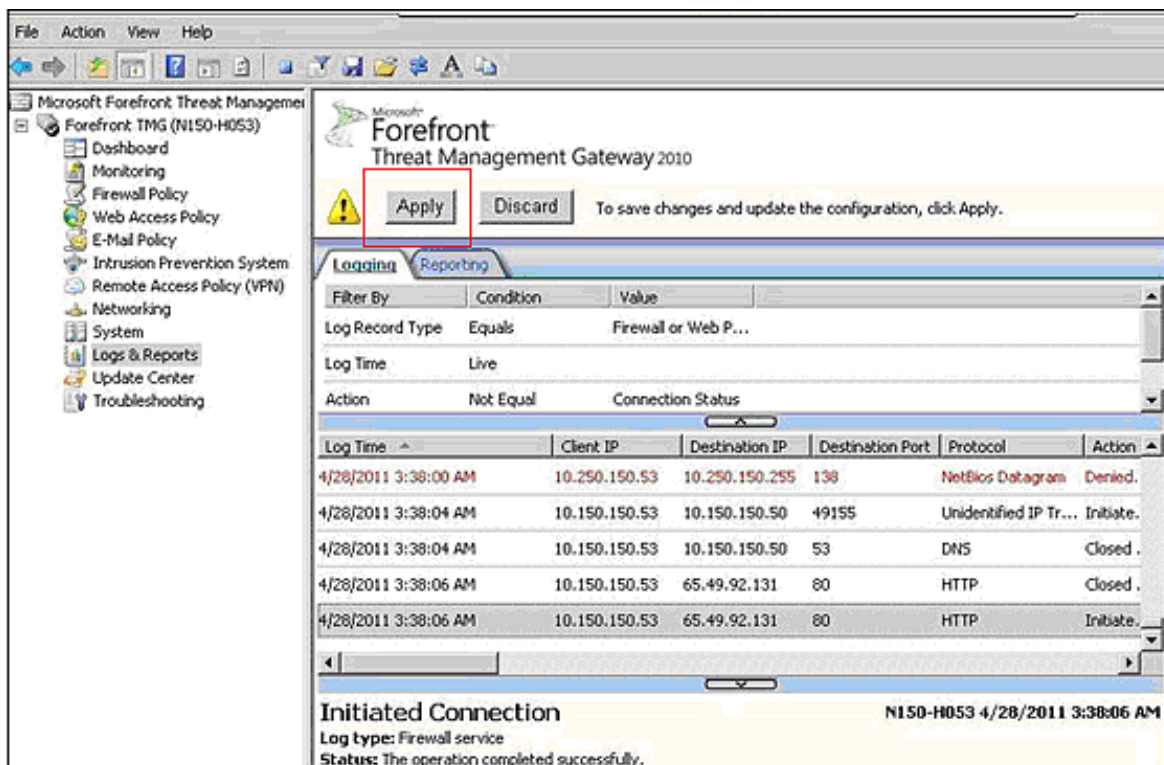 File Action View Help
Microsoft Forefront Threat Managemen
Forefront TMG (N150-H053)
Dashboard
Monitoring
Firewall Policy
Web Access Policy
E-Mail Policy
Intrusion Prevention System
Remote Access Policy (VPN)
Networking
System
Logs & Reports
Update Center
Troubleshooting
Microsoft
Forefront
Threat Management Gateway 2010
Apply Discard To save changes and update the configuration, click Apply.
Logging Reporting
Filter By Condition Value
Log Record Type Equals Firewall or Web P...
Log Time Live
Action Not Equal Connection Status
Log Time Client IP Destination IP Destination Port Protocol Action
4/28/2011 3:38:00 AM 10.250.150.53 10.250.150.255 138 NetBios Datagram Denied.
4/28/2011 3:38:04 AM 10.150.150.53 10.150.150.50 49155 Unidentified IP Tr... Initiate.
4/28/2011 3:38:04 AM 10.150.150.53 10.150.150.50 53 DNS Closed .
4/28/2011 3:38:06 AM 10.150.150.53 65.49.92.131 80 HTTP Closed .
4/28/2011 3:38:06 AM 10.150.150.53 65.49.92.131 80 HTTP Initiate.
Initiated Connection N150-H053 4/28/2011 3:38:06 AM
Log type: Firewall service
Status: The operation completed successfully.